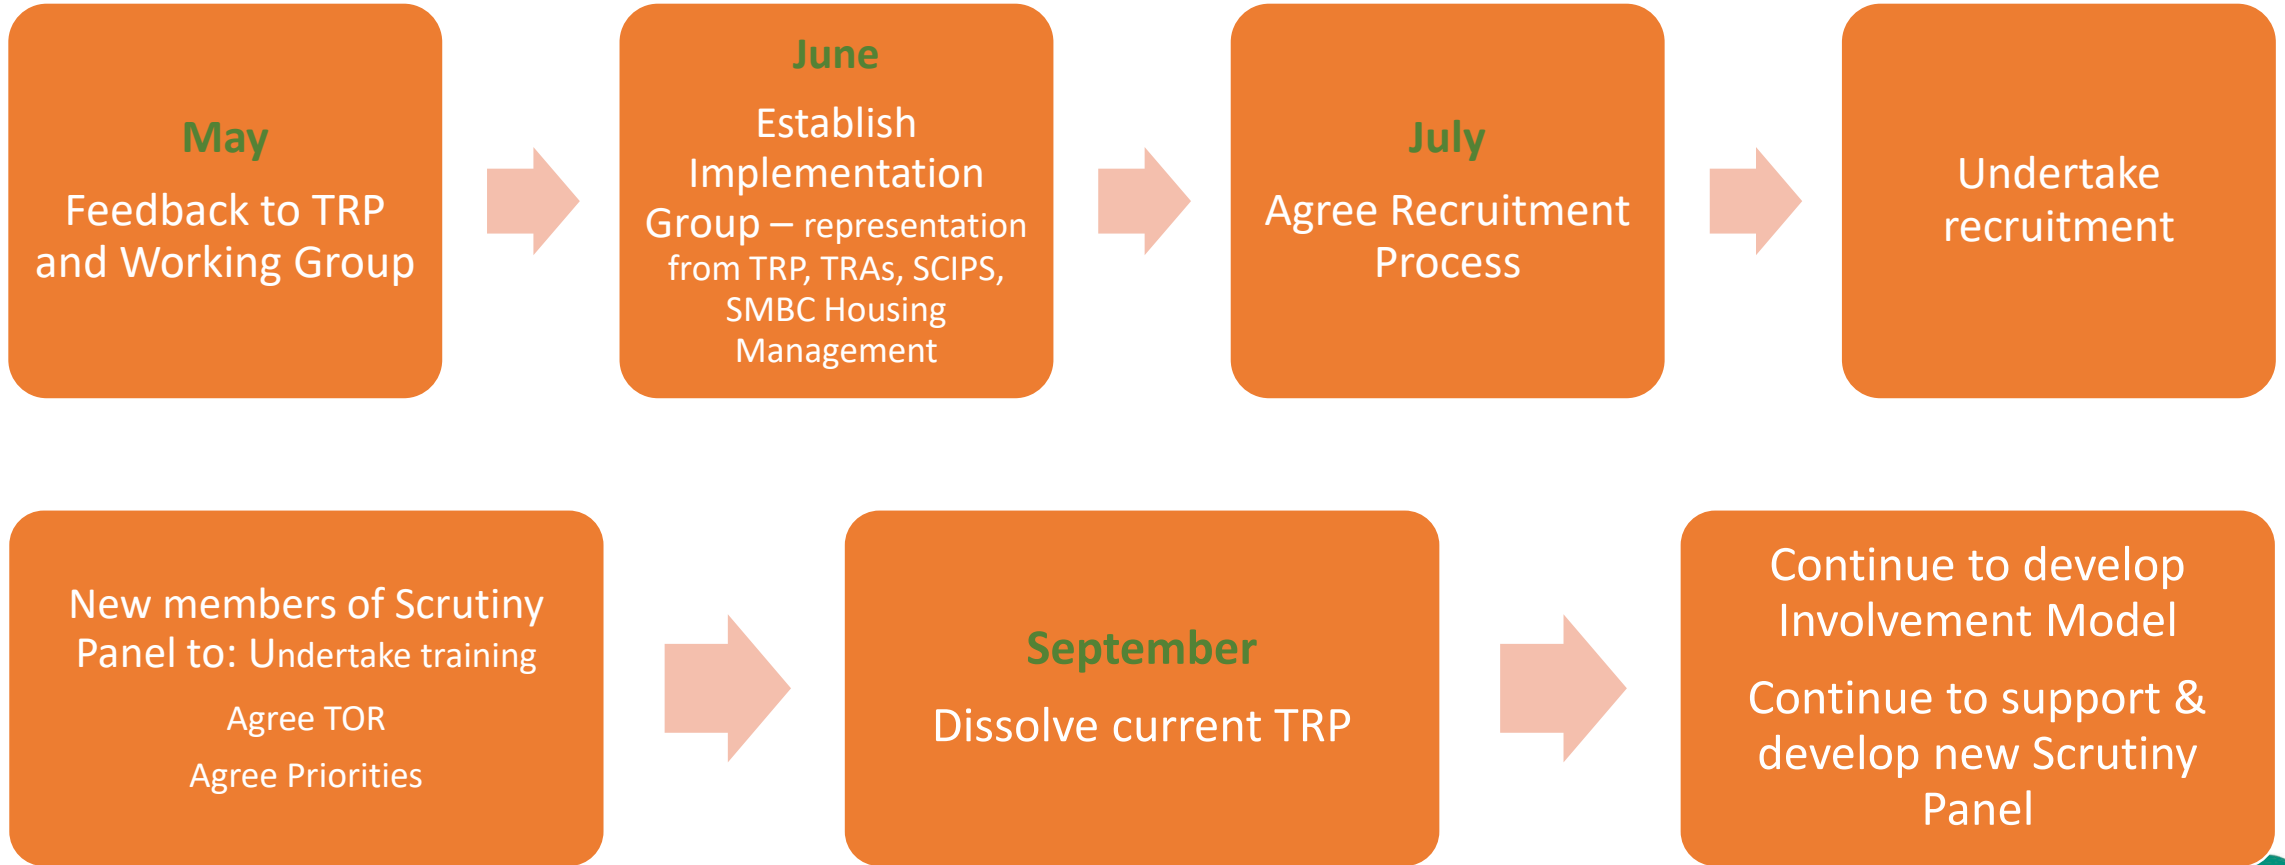 May
Feedback to TRP
and Working Group
June
Establish
Implementation
Group – representation
from TRP, TRAs, SCIPS,
SMBC Housing
Management
July
Agree Recruitment
Process
Undertake
recruitment
New members of Scrutiny
Panel to: Undertake training
Agree TOR
Agree Priorities
September
Dissolve current TRP
Continue to develop
Involvement Model
Continue to support &
develop new Scrutiny
Panel